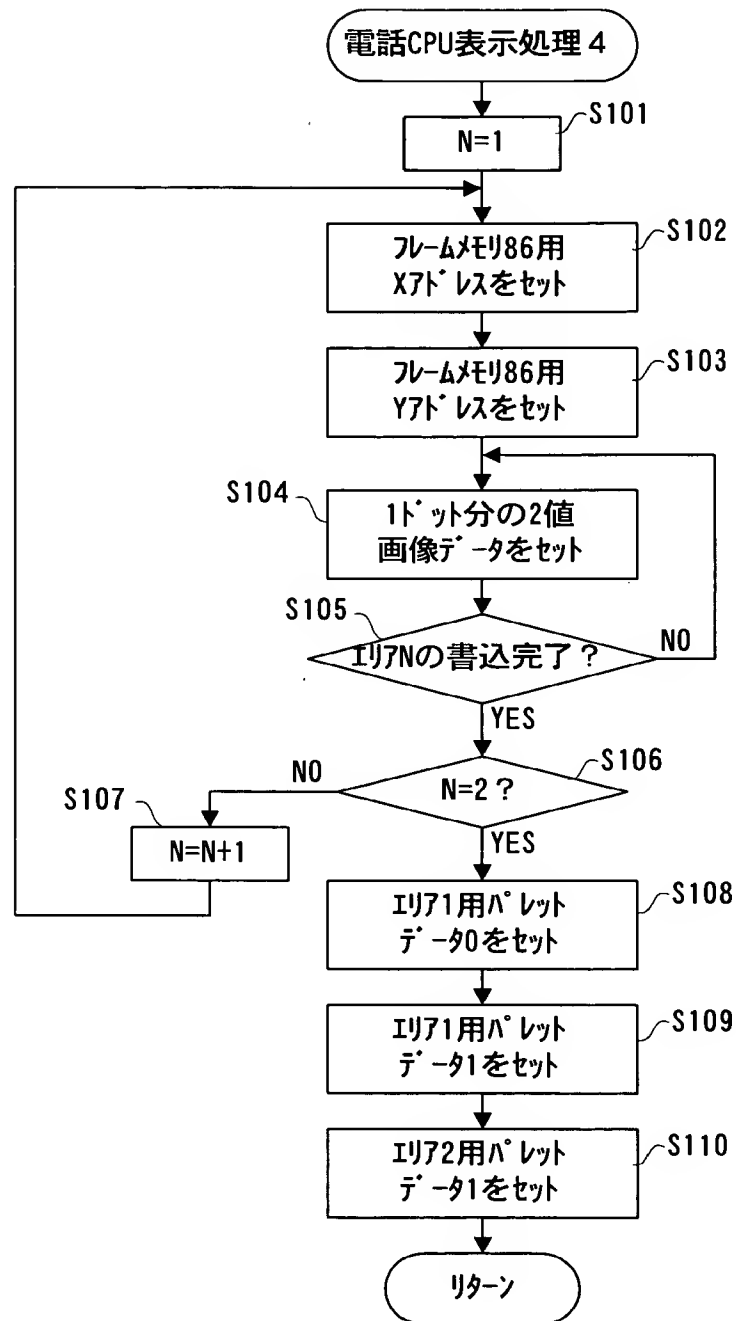 電話CPU表示処理4
S101
N=1
S102
ﾌﾚｰﾑﾒﾓﾘ86用
Xｱﾄﾞﾚｽをｾｯﾄ
S103
ﾌﾚｰﾑﾒﾓﾘ86用
Yｱﾄﾞﾚｽをｾｯﾄ
S104
1ﾄﾞｯﾄ分の2値
画像ﾃﾞｰﾀをｾｯﾄ
S105
ｴﾘｱNの書込完了?
NO
YES
S106
N=2?
NO
S107
N=N+1
YES
S108
ｴﾘｱ1用ﾊﾟﾚｯﾄ
ﾃﾞｰﾀ0をｾｯﾄ
S109
ｴﾘｱ1用ﾊﾟﾚｯﾄ
ﾃﾞｰﾀ1をｾｯﾄ
S110
ｴﾘｱ2用ﾊﾟﾚｯﾄ
ﾃﾞｰﾀ1をｾｯﾄ
ﾘﾀｰﾝ